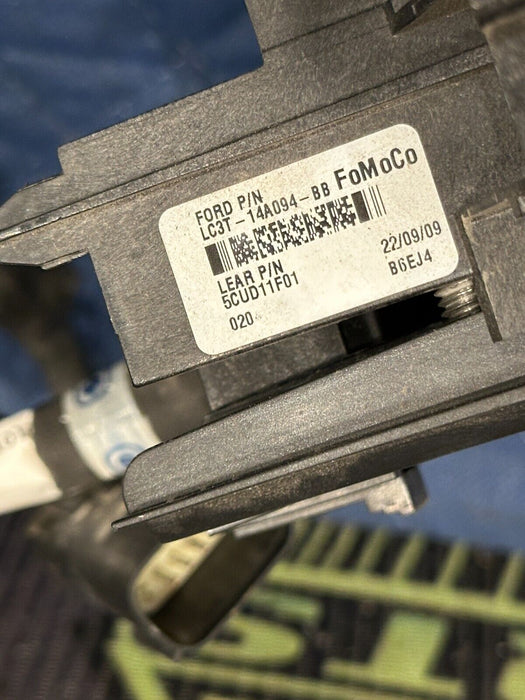 FORD P/N
LC3T-14A094-BB FoMoCo
LEAR P/N
5CUD11F01
22/09/09
020
B6EJ4